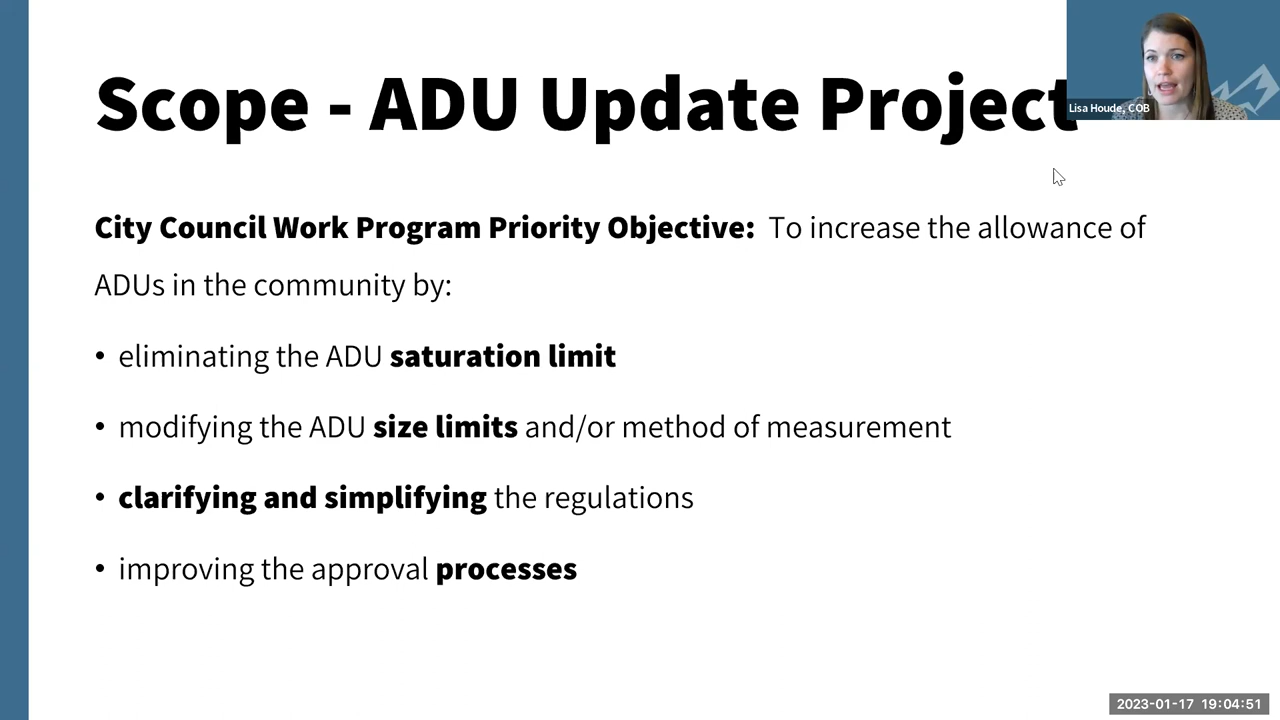 Scope - ADU Update Project
Lisa Houde, COB
City Council Work Program Priority Objective: To increase the allowance of
ADUs in the community by:
• eliminating the ADU saturation limit
• modifying the ADU size limits and/or method of measurement
• clarifying and simplifying the regulations
• improving the approval processes
2023-01-17 19:04:51